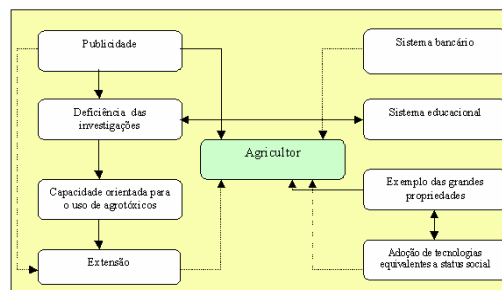 Publicidade
Sistema bancário
Deficiência das
investigações
Sistema educacional
Agricultor
Capacidade orientada para
o uso de agrotóxicos
Exemplo das grandes
propriedades
Extensão
Adoção de tecnologias
equivalentes a status social